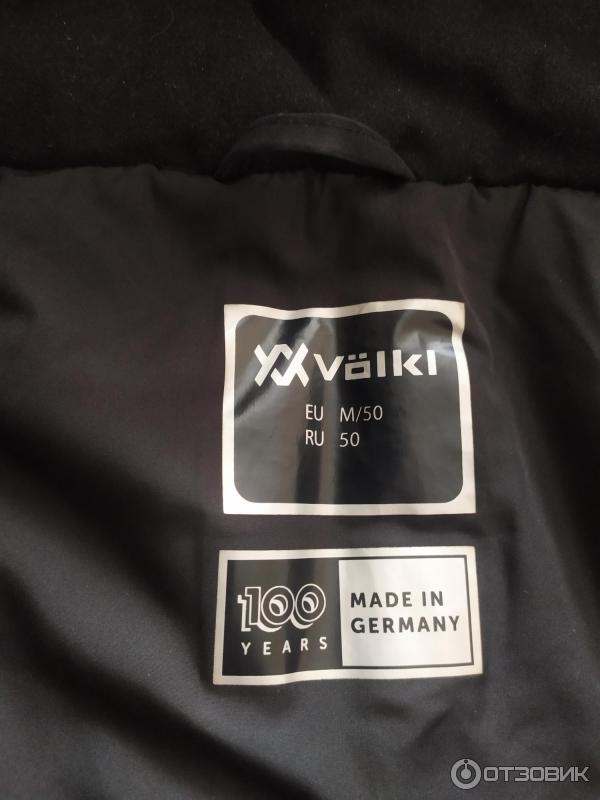 völkl
EU M/50
RU 50
100
YEARS
MADE IN
GERMANY
ОТЗОВИК